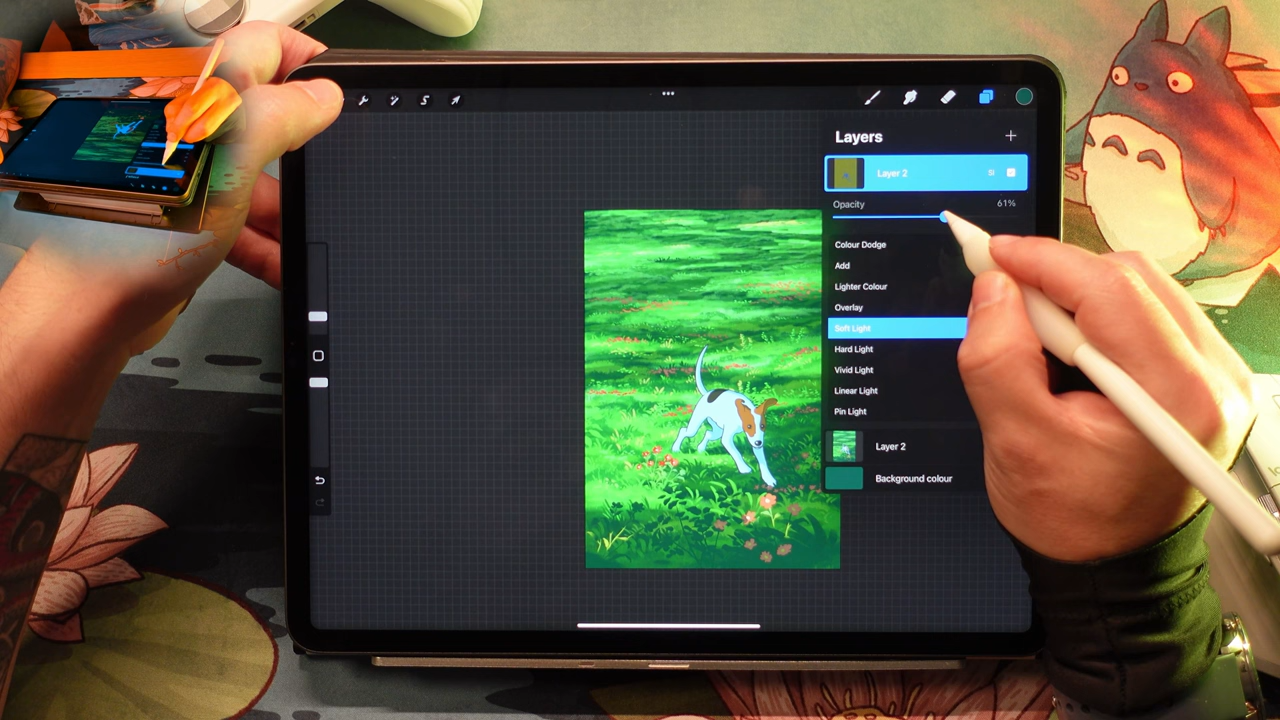 Layers
Layer 2
Sl
Opacity
61%
Colour Dodge
Add
Lighter Colour
Overlay
Soft Light
Hard Light
Vivid Light
Linear Light
Pin Light
Layer 2
Background colour